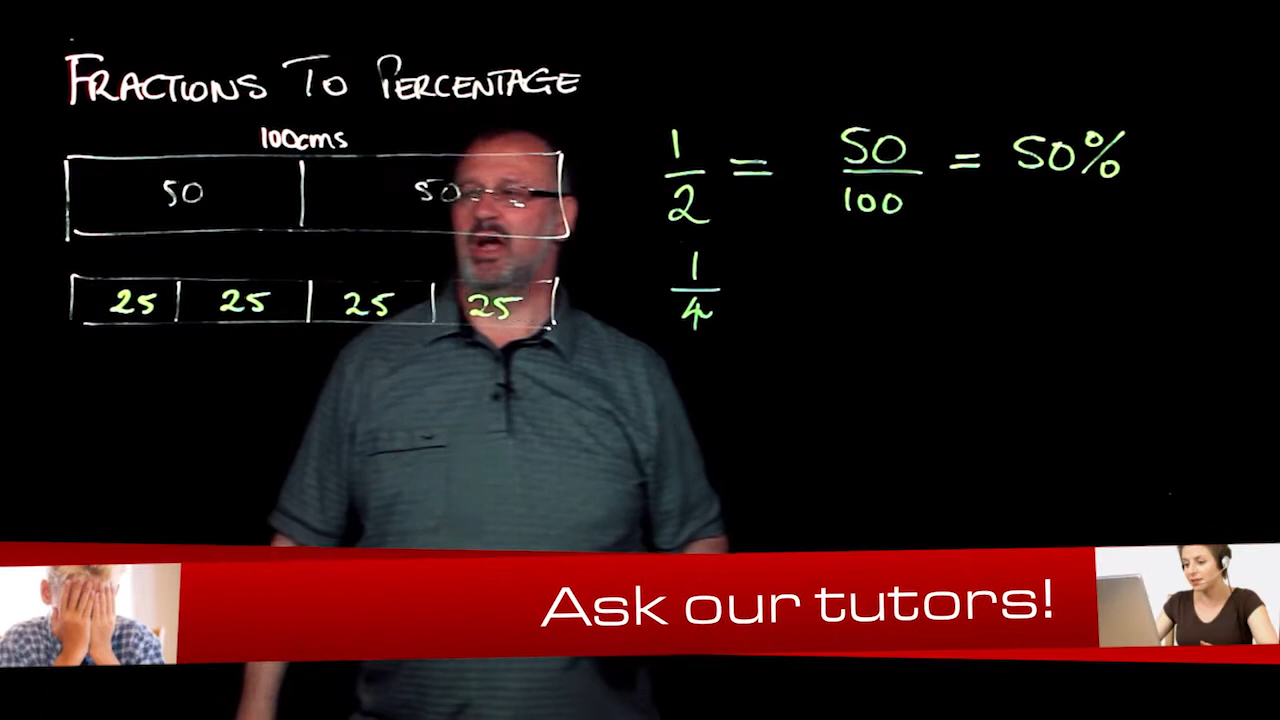 FRACTIONS TO PERCENTAGE
100cms
50 50
25 25 25 25
1/2 = 50/100 = 50%
1/4
Ask our tutors!